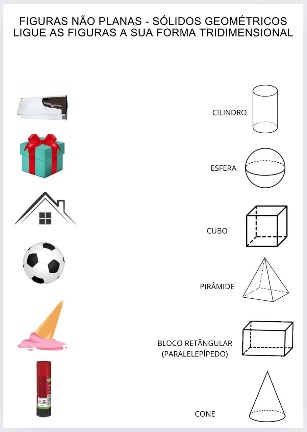 FIGURAS NÃO PLANAS - SÓLIDOS GEOMÉTRICOS
LIGUE AS FIGURAS A SUA FORMA TRIDIMENSIONAL
CILINDRO
ESFERA
CUBO
PIRÂMIDE
BLOCO RETÂNGULAR
(PARALELEPÍPEDO)
CONE